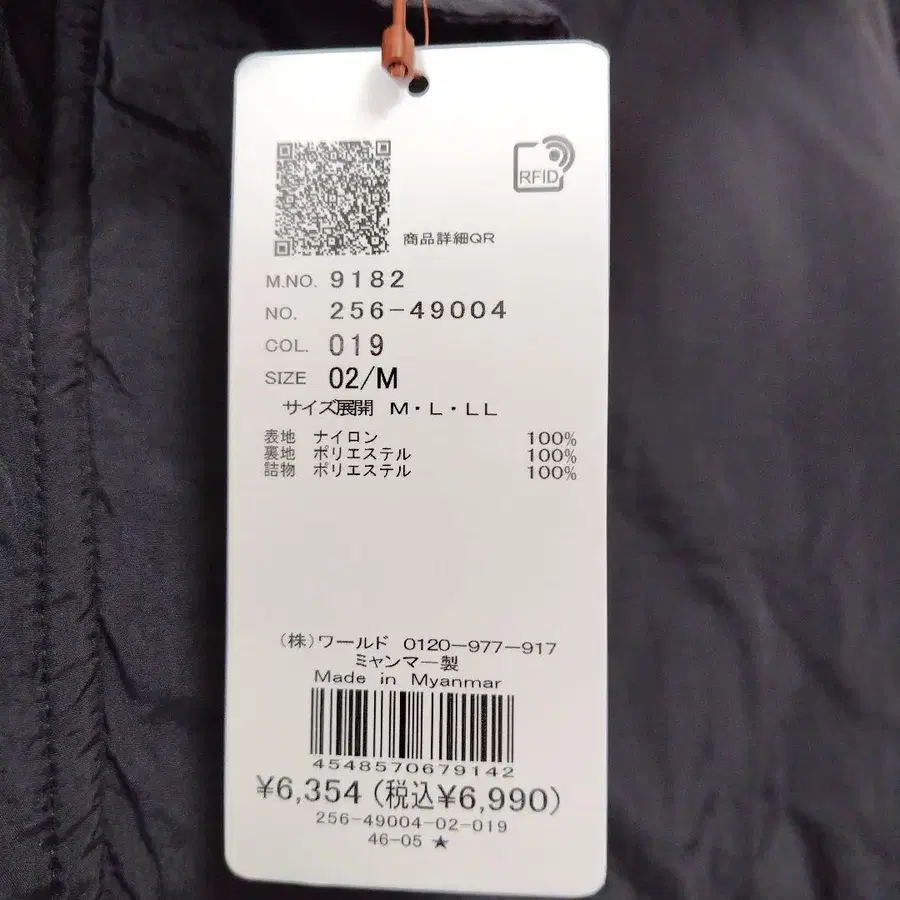 RFID
商品詳細QR
M.NO. 9182
NO. 256-49004
COL. 019
SIZE 02/M
サイズ展開 M・L・LL
表地 ナイロン 100%
裏地 ポリエステル 100%
詰物 ポリエステル 100%
(株)ワールド 0120-977-917
ミャンマー製
Made in Myanmar
4548570679142
¥6,354(税込¥6,990)
256-49004-02-019
46-05 ★